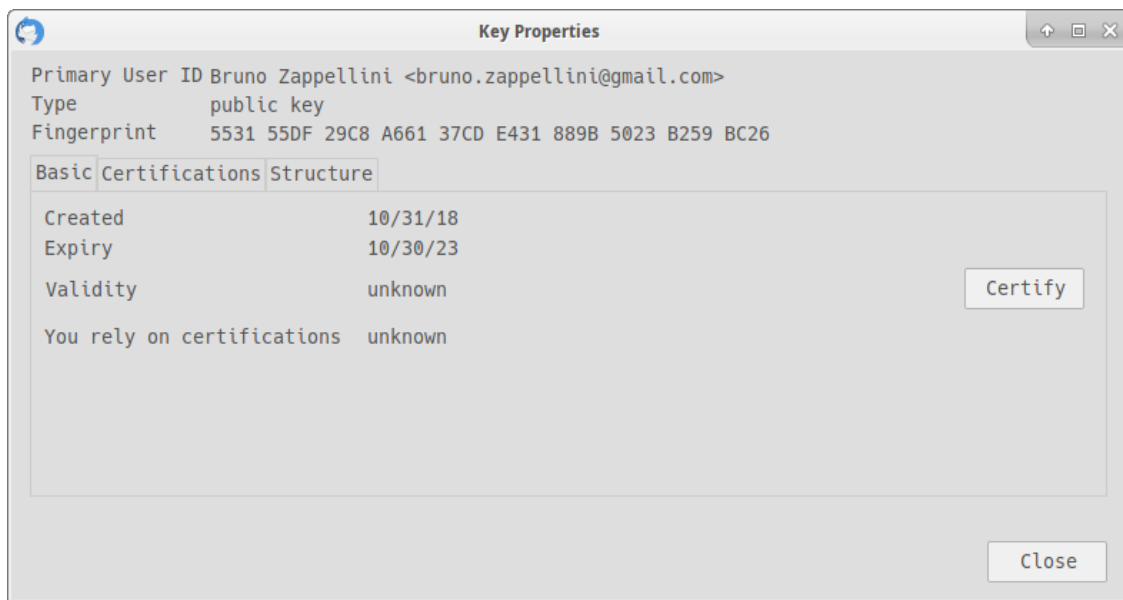 Key Properties
Primary User ID Bruno Zappellini <bruno.zappellini@gmail.com>
Type public key
Fingerprint 5531 55DF 29C8 A661 37CD E431 889B 5023 B259 BC26
Basic Certifications Structure
Created 10/31/18
Expiry 10/30/23
Validity unknown Certify
You rely on certifications unknown
Close